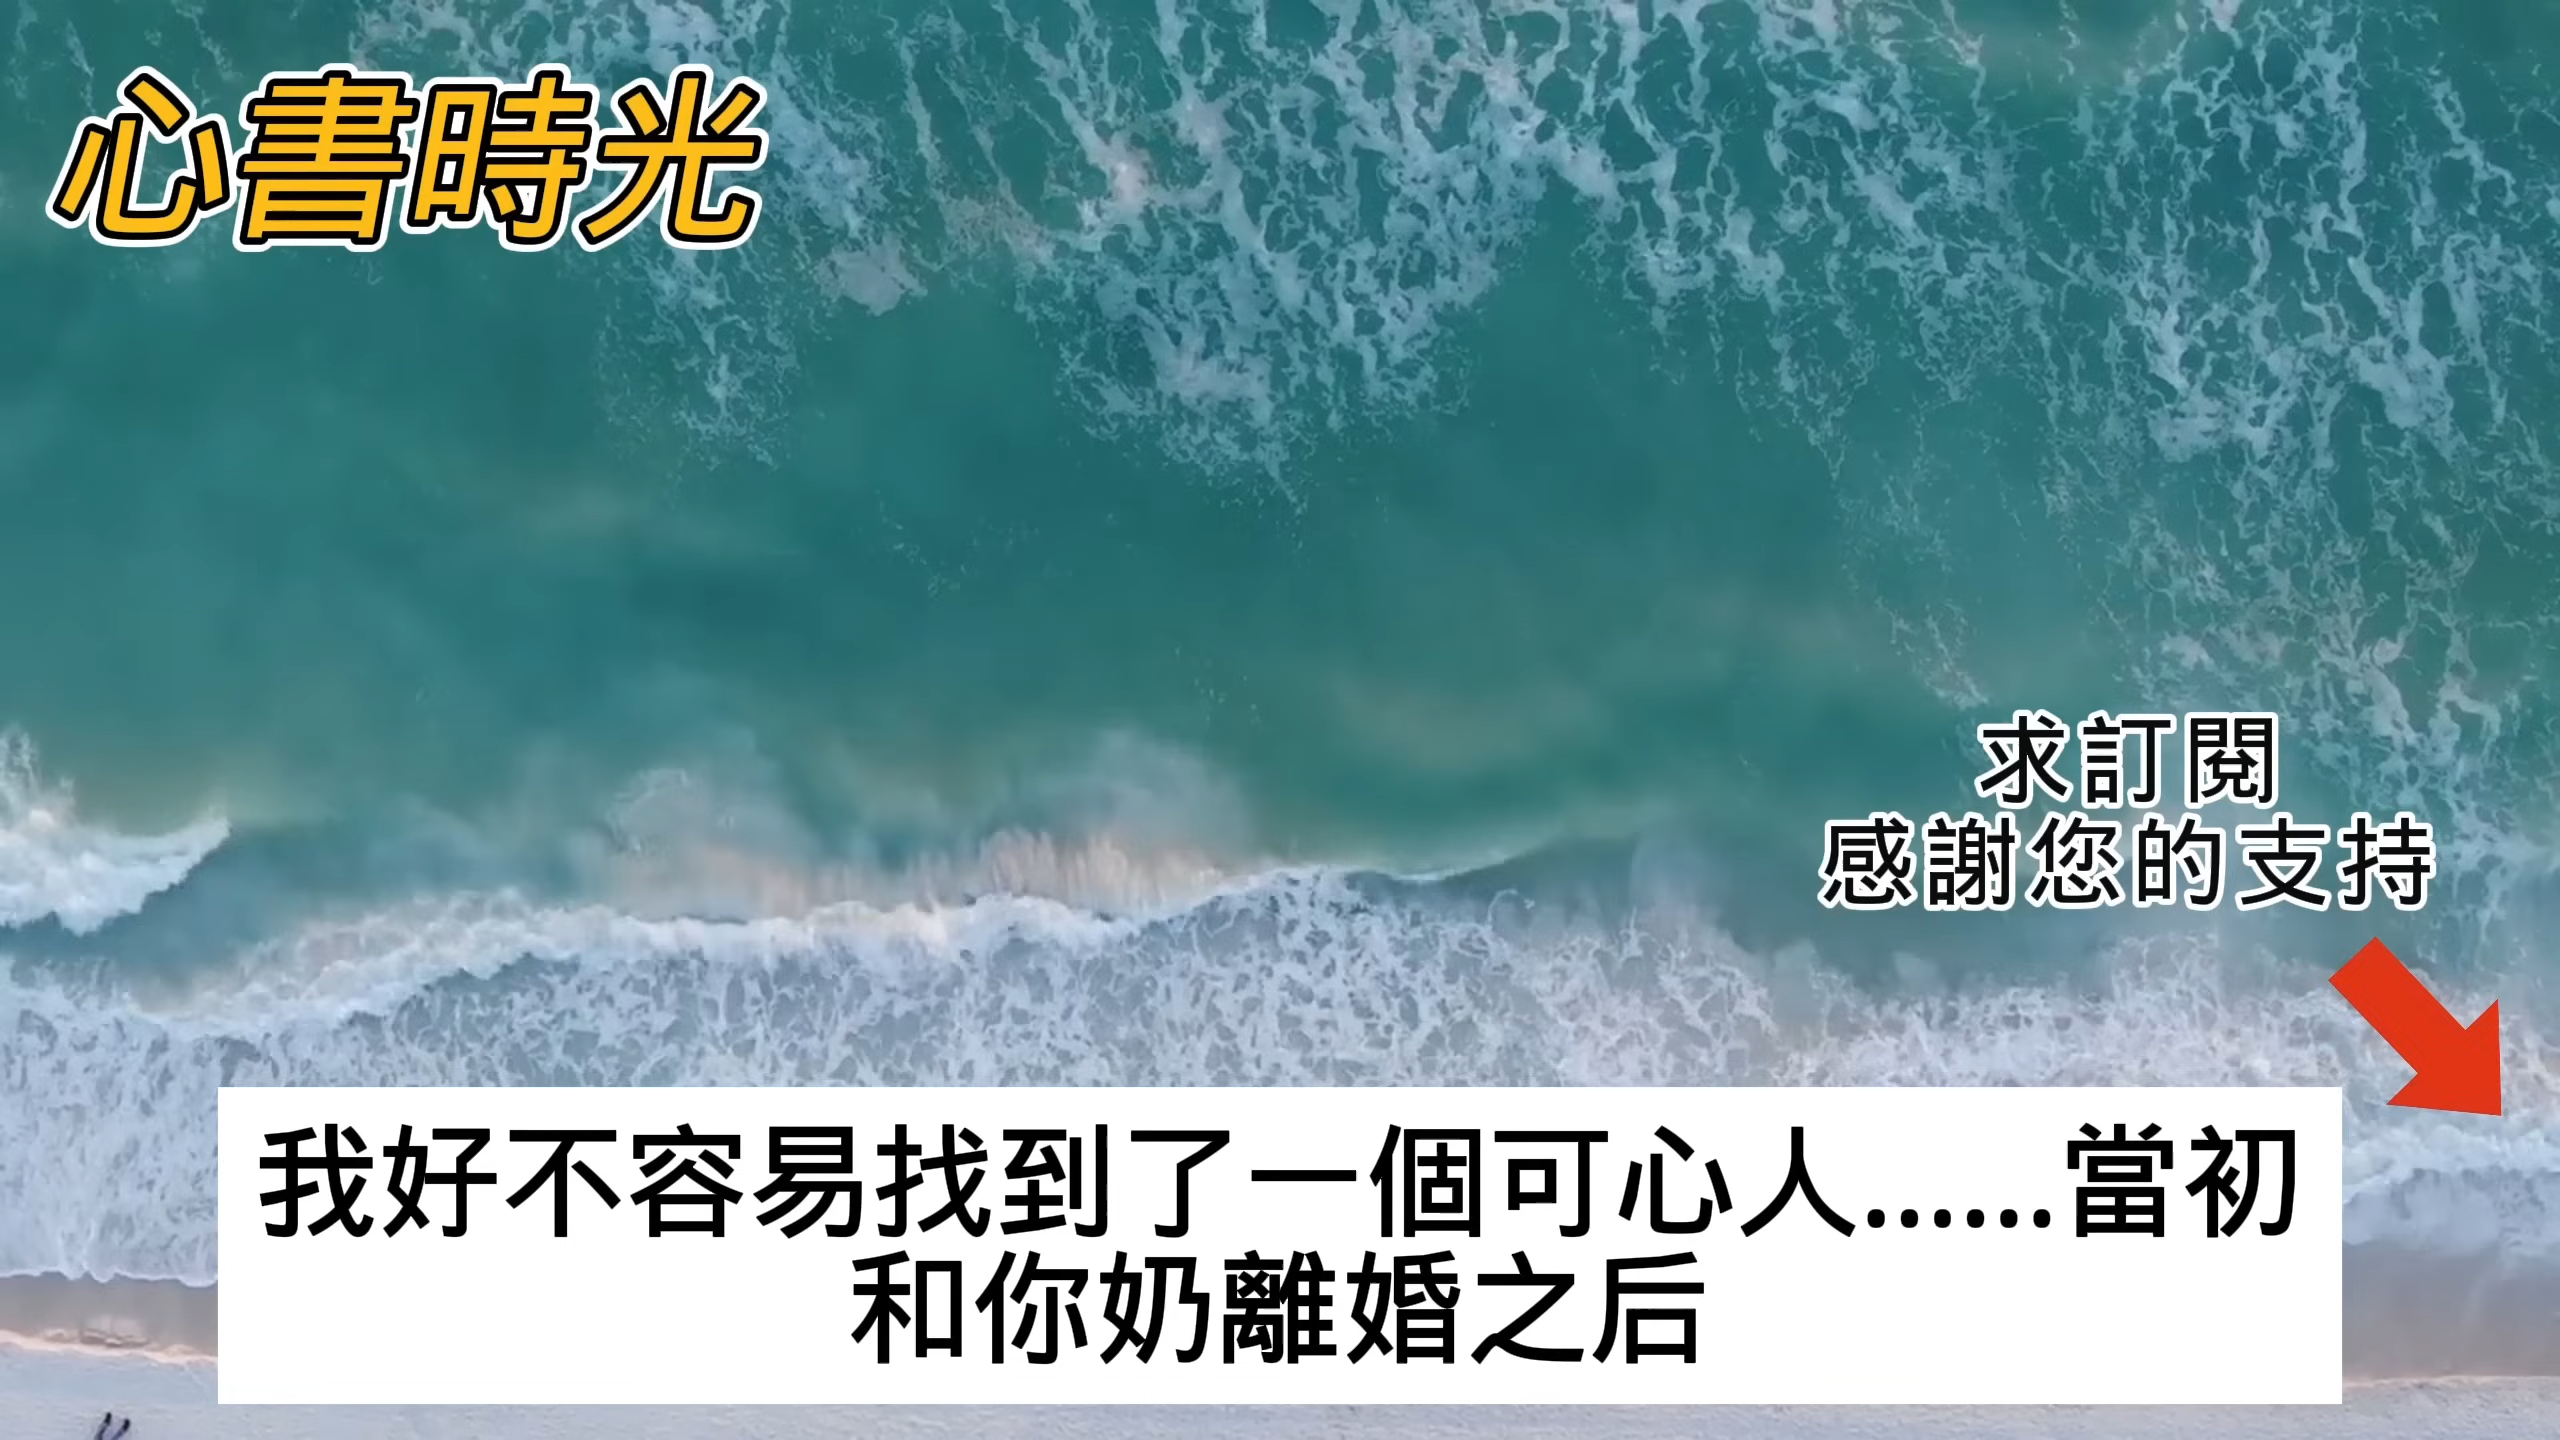 心書時光
求訂閱
感謝您的支持
我好不容易找到了一個可心人......當初
和你奶離婚之后